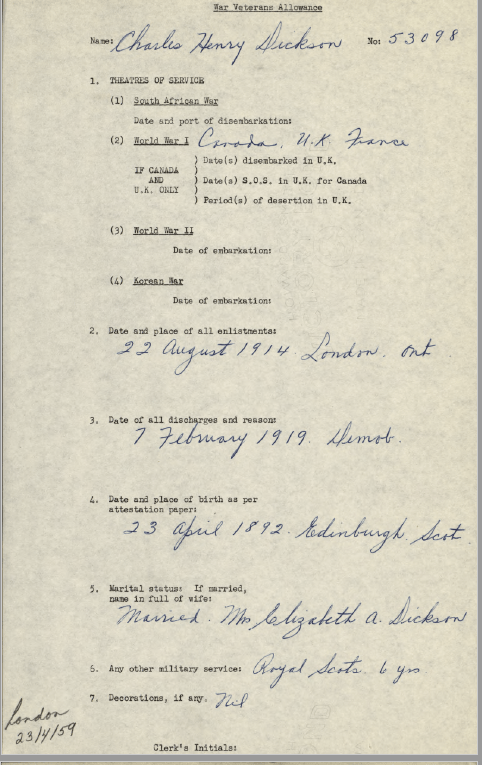 War Veterans Allowance
Name: Charles Henry Dickson No: 53098
1. THEATRES OF SERVICE
(1) South African War
Date and port of disembarkation:
(2) World War I Canada, U.K. France
) Date(s) disembarked in U.K.
IF CANADA )
AND ) Date(s) S.O.S. in U.K. for Canada
U.K. ONLY )
) Period(s) of desertion in U.K.
(3) World War II
Date of embarkation:
(4) Korean War
Date of embarkation:
2. Date and place of all enlistments:
22 August 1914. London. Ont.
3. Date of all discharges and reason:
7 February 1919. Demob.
4. Date and place of birth as per
attestation paper:
23 April 1892. Edinburgh. Scot.
5. Marital status: If married,
name in full of wife:
Married. Mrs Elizabeth A. Dickson
6. Any other military service: Royal Scots. 6 yrs
7. Decorations, if any. Nil
London
23/4/59
Clerk's Initials: